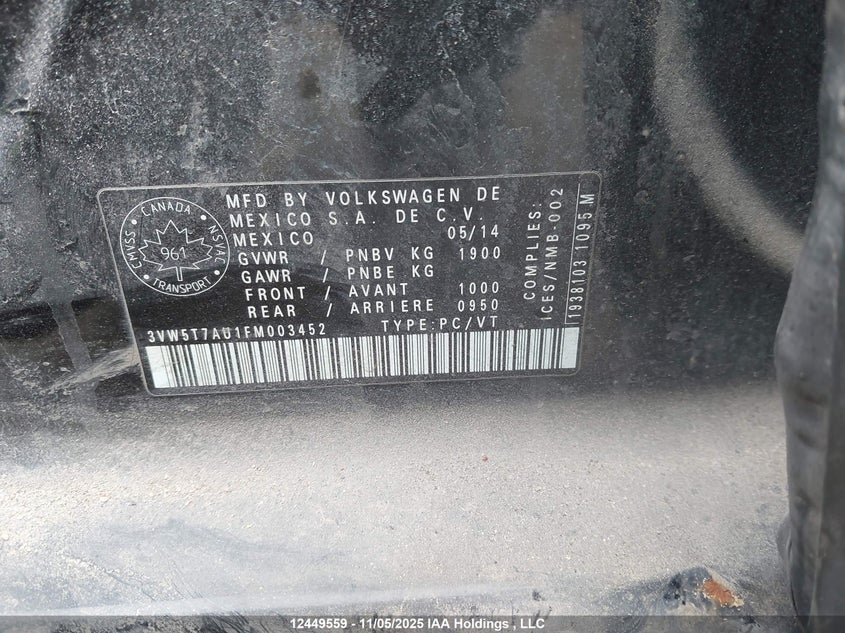 CANADA
CMVSS NSVAC
961
TRANSPORT
MFD BY VOLKSWAGEN DE
MEXICO S.A. DE C.V.
MEXICO 05/14
GVWR / PNBV KG 1900
GAWR / PNBE KG
FRONT / AVANT 1000
REAR / ARRIERE 0950
3VW5T7AU1FM003452 TYPE:PC/VT
COMPLIES:
ICES/NMB-002
1938103 1095 M
12449559 - 11/05/2025 IAA Holdings , LLC